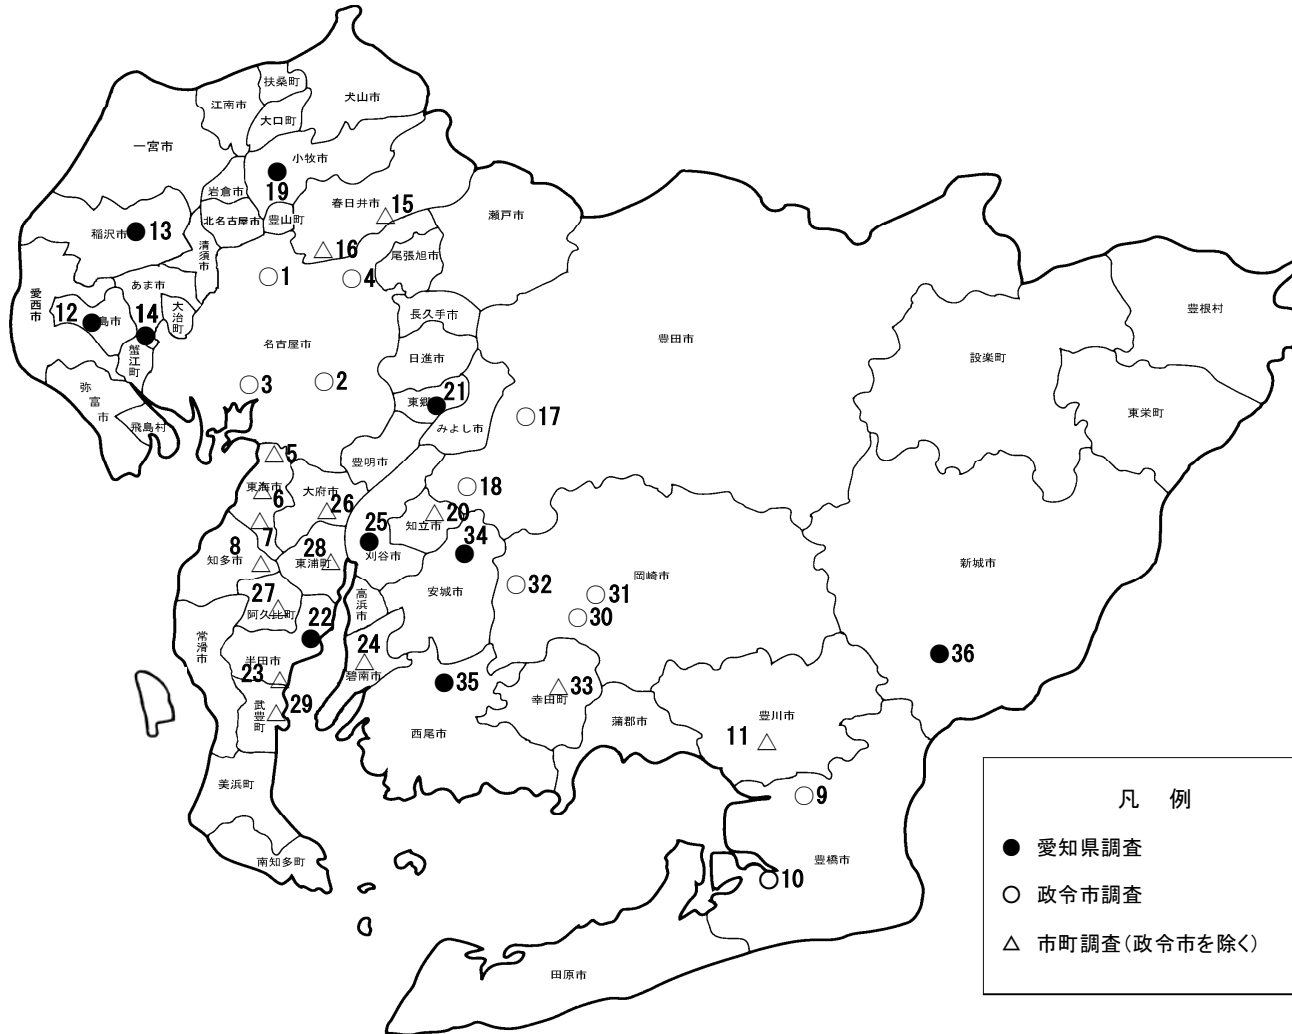 扶桑町
犬山市
江南市
大口町
一宮市
小牧市
19
岩倉市
春日井市
15
瀬戸市
北名古屋市
豊山町
稲沢市
13
清須市
16
尾張旭市
1
4
あま市
愛西市
大治町
長久手市
豊根村
12
島市
14
名古屋市
豊田市
蟹江町
日進市
設楽町
3
2
弥富市
東郷
21
東栄町
飛島村
みよし市
17
5
豊明市
東海市
6
大府市
26
18
7
25
知立市
20
34
知多市
8
東浦町
28
刈谷市
新城市
岡崎市
32
31
27
阿久比町
高浜市
安城市
30
22
常滑市
24
36
半田市
碧南市
35
23
33
29
武豊町
幸田町
蒲郡市
豊川市
西尾市
11
美浜町
9
凡 例
愛知県調査
政令市調査
市町調査(政令市を除く)
南知多町
豊橋市
10
田原市